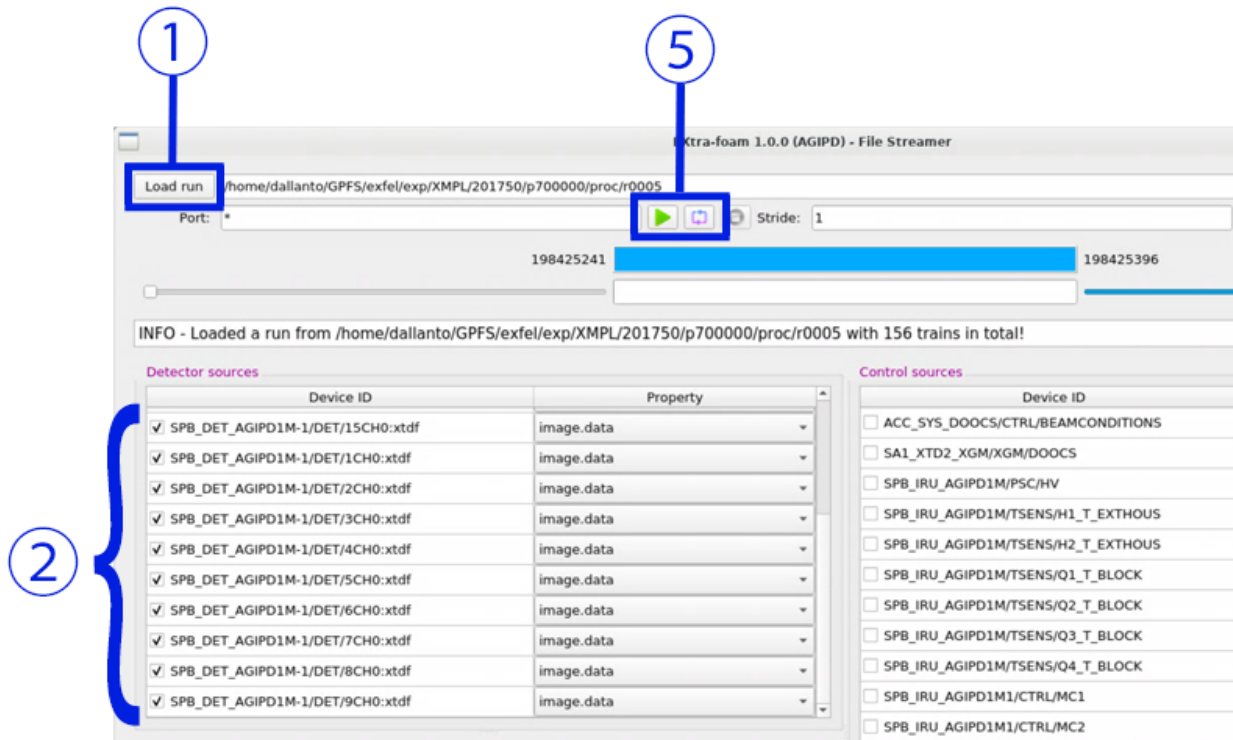 1
5
EXtra-foam 1.0.0 (AGIPD) - File Streamer
Load run /home/dallanto/GPFS/exfel/exp/XMPL/201750/p700000/proc/r0005
Port: * Stride: 1
198425241 198425396
INFO - Loaded a run from /home/dallanto/GPFS/exfel/exp/XMPL/201750/p700000/proc/r0005 with 156 trains in total!
Detector sources
Device ID Property
SPB_DET_AGIPD1M-1/DET/15CH0:xtdf image.data
SPB_DET_AGIPD1M-1/DET/1CH0:xtdf image.data
SPB_DET_AGIPD1M-1/DET/2CH0:xtdf image.data
SPB_DET_AGIPD1M-1/DET/3CH0:xtdf image.data
SPB_DET_AGIPD1M-1/DET/4CH0:xtdf image.data
SPB_DET_AGIPD1M-1/DET/5CH0:xtdf image.data
SPB_DET_AGIPD1M-1/DET/6CH0:xtdf image.data
SPB_DET_AGIPD1M-1/DET/7CH0:xtdf image.data
SPB_DET_AGIPD1M-1/DET/8CH0:xtdf image.data
SPB_DET_AGIPD1M-1/DET/9CH0:xtdf image.data
2
Control sources
Device ID
ACC_SYS_DOOCS/CTRL/BEAMCONDITIONS
SA1_XTD2_XGM/XGM/DOOCS
SPB_IRU_AGIPD1M/PSC/HV
SPB_IRU_AGIPD1M/TSENS/H1_T_EXTHOUS
SPB_IRU_AGIPD1M/TSENS/H2_T_EXTHOUS
SPB_IRU_AGIPD1M/TSENS/Q1_T_BLOCK
SPB_IRU_AGIPD1M/TSENS/Q2_T_BLOCK
SPB_IRU_AGIPD1M/TSENS/Q3_T_BLOCK
SPB_IRU_AGIPD1M/TSENS/Q4_T_BLOCK
SPB_IRU_AGIPD1M1/CTRL/MC1
SPB_IRU_AGIPD1M1/CTRL/MC2